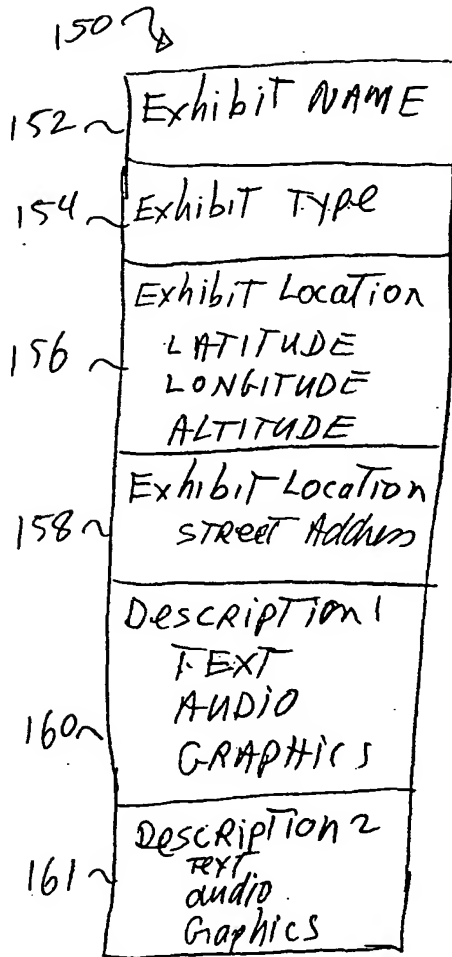 150
152 Exhibit NAME
154 Exhibit Type
Exhibit Location
156 LATITUDE
LONGITUDE
ALTITUDE
Exhibit Location
158 STREET Address
Description 1
TEXT
AUDIO
160 GRAPHICS
Description 2
TEXT
161 audio
Graphics